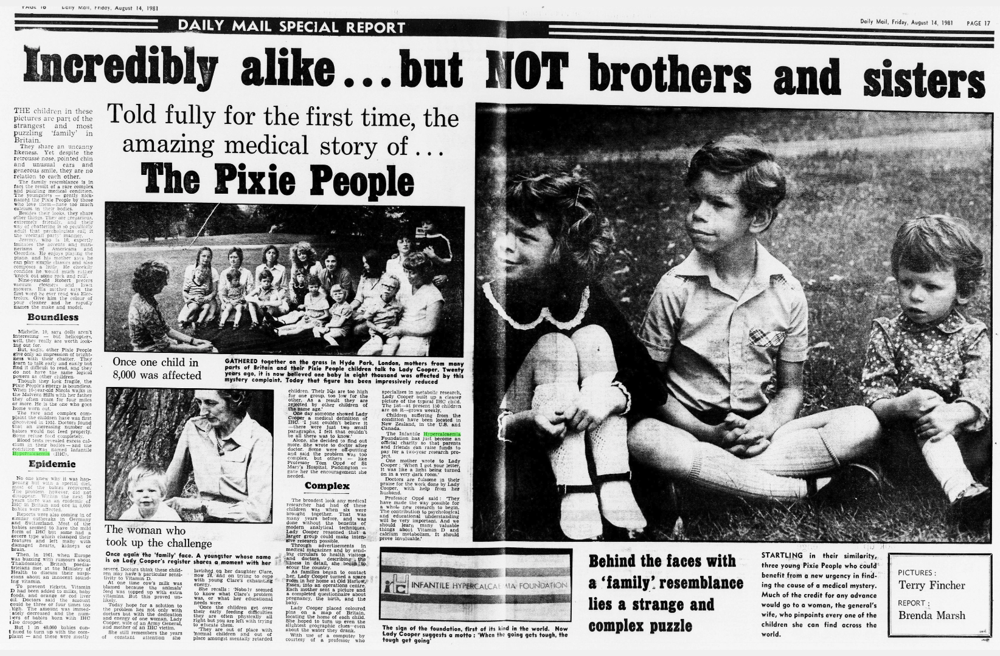 PAGE 16 Daily Mail, Friday, August 14, 1981
DAILY MAIL SPECIAL REPORT
Daily Mail, Friday, August 14, 1981 PAGE 17
Incredibly alike...but NOT brothers and sisters
THE children in these
pictures are part of the
strangest and most
puzzling ‘family’ in
Britain.
They share an uncanny
likeness. Yet despite the
retroussé nose, pointed chin
and unusual ears and
generous smile, they are no
relation to each other.
The family resemblance is in
fact the result of a rare complex
and puzzling medical condition.
The youngsters — gently nick-
named the Pixie People by those
who love them—have too much
calcium in their bodies.
Besides their looks, they share
other things. They are gregarious,
extremely friendly, and their
way of chattering is so peculiarly
adult that psychologists call it
the ‘cocktail party’ manner.
Jeremy, who is 10, expertly
imitates the accents and man-
nerisms of Americans and
Geordies. He enjoys playing the
piano, and his mother says he
can play simple classics and also
composes a little. He cheekily
confides he would much rather
‘knock out some rock and roll’.
Nine-year-old Robert prefers
vacuum cleaners and lawn
mowers. His mother says the
first word he ever read was Elec-
trolux. Give him the colour of
your cleaner and he rapidly
names the make and model.
Boundless
Michelle, 10, says dolls aren't
interesting — but helicopters,
well, they really are worth look-
ing out for.
But, sadly, other Pixie People
give only an impression of bright-
ness with their chatter. They
learn to talk early and easily but
find it difficult to read, and they
do not have the same logical
powers as other children.
Though they look fragile, the
Pixie People's energy is boundless.
When 10-year-old Nicola walks in
the Malvern Hills with her father
they often roam for four miles
or more. He is the one who goes
home worn out.
The rare and complex com-
plaint the children have was first
discovered in 1951. Doctors found
that an increasing number of
babies would not feed properly.
Some refuse food completely.
Blood tests revealed excess cal-
cium in their bodies—and the
condition was named Infantile
Hypercalcaemia (IHC).
Epidemic
No one knew why it was hap-
pening but with a special diet,
most of the babies recovered.
The problem, however, did not
disappear. Within the next 10
years there was an epidemic of
IHC in Britain and one in 8,000
babies were affected.
Reports were also coming in of
similar outbreaks in Germany
and Switzerland. Most of the
babies seemed to have the mild
form of IHC but some had a
severe type which changed their
features and left many with
damaged hearts, kidneys or
brain.
Then, in 1961, when Europe
was buzzing with rumours about
Thalidomide, British paedia-
tricians met at the Ministry of
Health to discuss their suspi-
cions about an innocent sound-
ing vitamin.
To prevent rickets, Vitamin
D had been added to milks, baby
foods, and orange or cod liver
oil. Doctors said the amount
could be three or four times too
high. The amount was immed-
iately decreased and the num-
bers of babies born with IHC
also dropped.
But 1 in 40,000 babies con-
tinued to turn up with the com-
plaint — and these were mostly
Told fully for the first time, the
amazing medical story of...
The Pixie People
Once one child in
8,000 was affected
GATHERED together on the grass in Hyde Park, London, mothers from many
parts of Britain and their Pixie People children talk to Lady Cooper. Twenty
years ago, it is now believed one baby in eight thousand was affected by this
mystery complaint. Today that figure has been impressively reduced
The woman who
took up the challenge
Once again the ‘family’ face. A youngster whose name
is on Lady Cooper's register shares a moment with her
severe. Doctors think these child-
ren may have a particular sensi-
tivity to Vitamin D.
At one time cow's milk was
blamed because the animals'
feed was topped up with extra
vitamins. But this proved un-
likely.
Today hope for a solution to
the problem lies not only with
doctors but with the dedication
and energy of one woman, Lady
Cooper, wife of an Army General,
and mother of an IHC victim.
She still remembers the years
of constant attention she
lavished on her daughter Clare,
now 18, and on trying to cope
with young Clare's exhausting
energy.
She recalls: ‘Nobody seemed
to know what Clare's problem
was, or what her educational
needs were.
‘Once the children get over
their early feeding difficulties
they are often physically all
right but you are left with trying
to educate them.
‘They are out of place with
normal children and out of
place amongst mentally retarded
children. Their IQs are too high
for one group, too low for the
other. As a result they are
rejected by other children of
the same age.’
One day someone showed Lady
Cooper a medical definition of
IHC. ‘I just couldn't believe it
—there were just two small
paragraphs. I felt that couldn't
be all there was to know.’
Alone, she decided to find out
more. She wrote to doctor after
doctor. Some were off-putting
and said the problem was too
complex, but others — like
Professor Tom Oppé of St
Mary's Hospital, Paddington —
gave her the encouragement she
needed.
Complex
The broadest look any medical
researcher had had of these
children was when six were
brought together. That was
many years before, and was
done without the benefits of
modern analytical techniques.
Lady Cooper reasoned that a
larger group could make inten-
sive research possible.
Through advertisements in
medical magazines and by send-
ing circulars to health visitors
and doctors, describing the
illness in detail, she began to
scour the country.
As families began to contact
her, Lady Cooper turned a spare
room in her home at Old Harlow,
Essex, into an operations centre.
Each mother sent a picture and
a completed questionnaire about
pregnancy, the birth, and the
baby.
Lady Cooper placed coloured
pins on a map of Britain,
locating the home of each child.
She hoped to turn up even the
slightest geographic clues—even
about the water they drank.
With use of a computer by
courtesy of a professor who
specialises in metabolic research,
Lady Cooper built up a clearer
picture of the typical IHC child.
The list—at present 150 children
are on it—grows weekly.
Children suffering from the
condition have been located in
New Zealand, in the U.S. and
Canada.
The Infantile Hypercalcaemia
Foundation has just become an
official charity so that parents
and friends can raise funds to
pay for a two-year research pro-
ject.
One mother wrote to Lady
Cooper: ‘When I got your letter,
it was like a light being turned
on in a very dark room.’
Doctors are fulsome in their
praise for the work done by Lady
Cooper, with help from her
husband.
Professor Oppé said: ‘They
have made the way possible for
a whole new research to begin.
The contribution to psychological
and educational understanding
will be very important. And we
should learn many valuable
things about Vitamin D and
calcium metabolism. It should
prove invaluable.’
INFANTILE HYPERCALCAEMIA FOUNDATION
The sign of the foundation, first of its kind in the world. Now
Lady Cooper suggests a motto: ‘When the going gets tough, the
tough get going’
Behind the faces with
a ‘family’ resemblance
lies a strange and
complex puzzle
STARTLING in their similarity,
three young Pixie People who could
benefit from a new urgency in find-
ing the cause of a medical mystery.
Much of the credit for any advance
would go to a woman, the general's
wife, who pinpoints every one of the
children she can find across the
world.
PICTURES:
Terry Fincher
REPORT:
Brenda Marsh